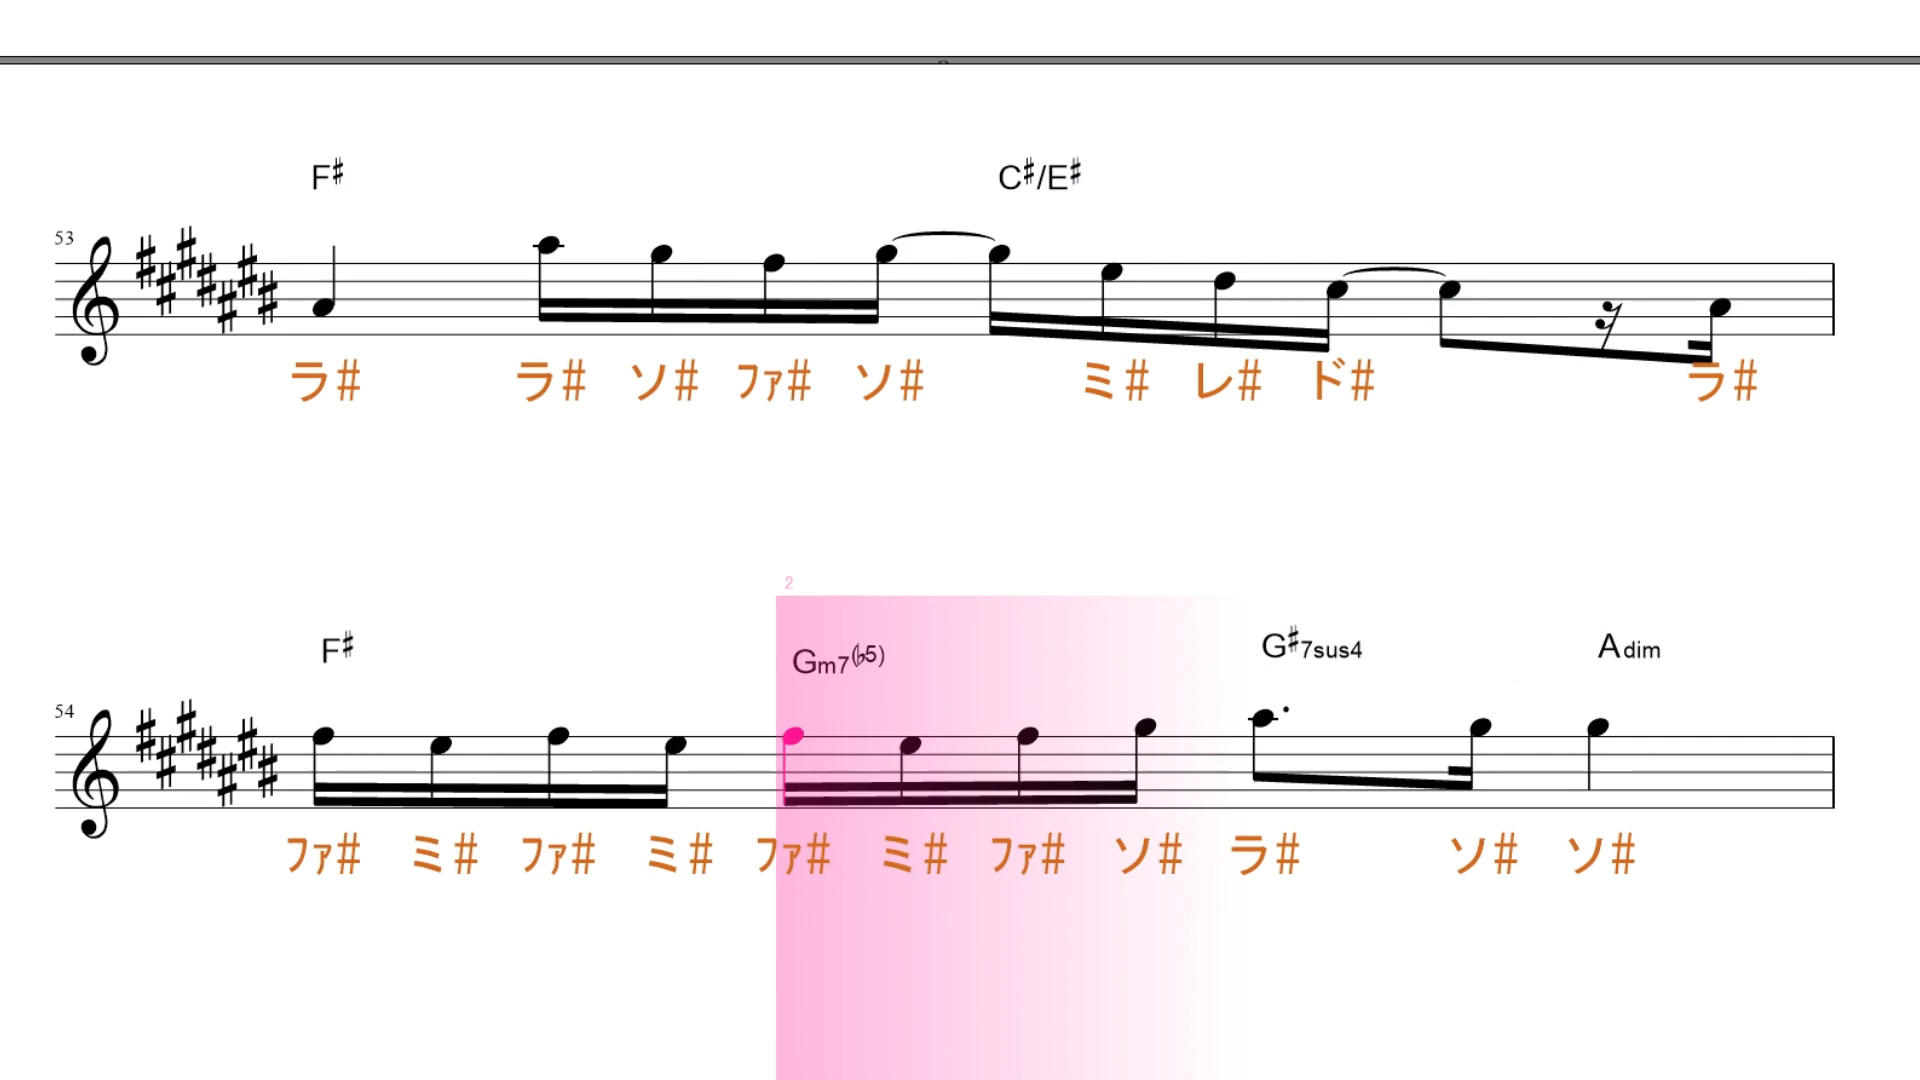 F♯ C♯/E♯
53
ラ# ラ# ソ# ファ# ソ# ミ# レ# ド# ラ#
2
F♯ Gm7(♭5) G♯7sus4 Adim
54
ファ# ミ# ファ# ミ# ファ# ミ# ファ# ソ# ラ# ソ# ソ#